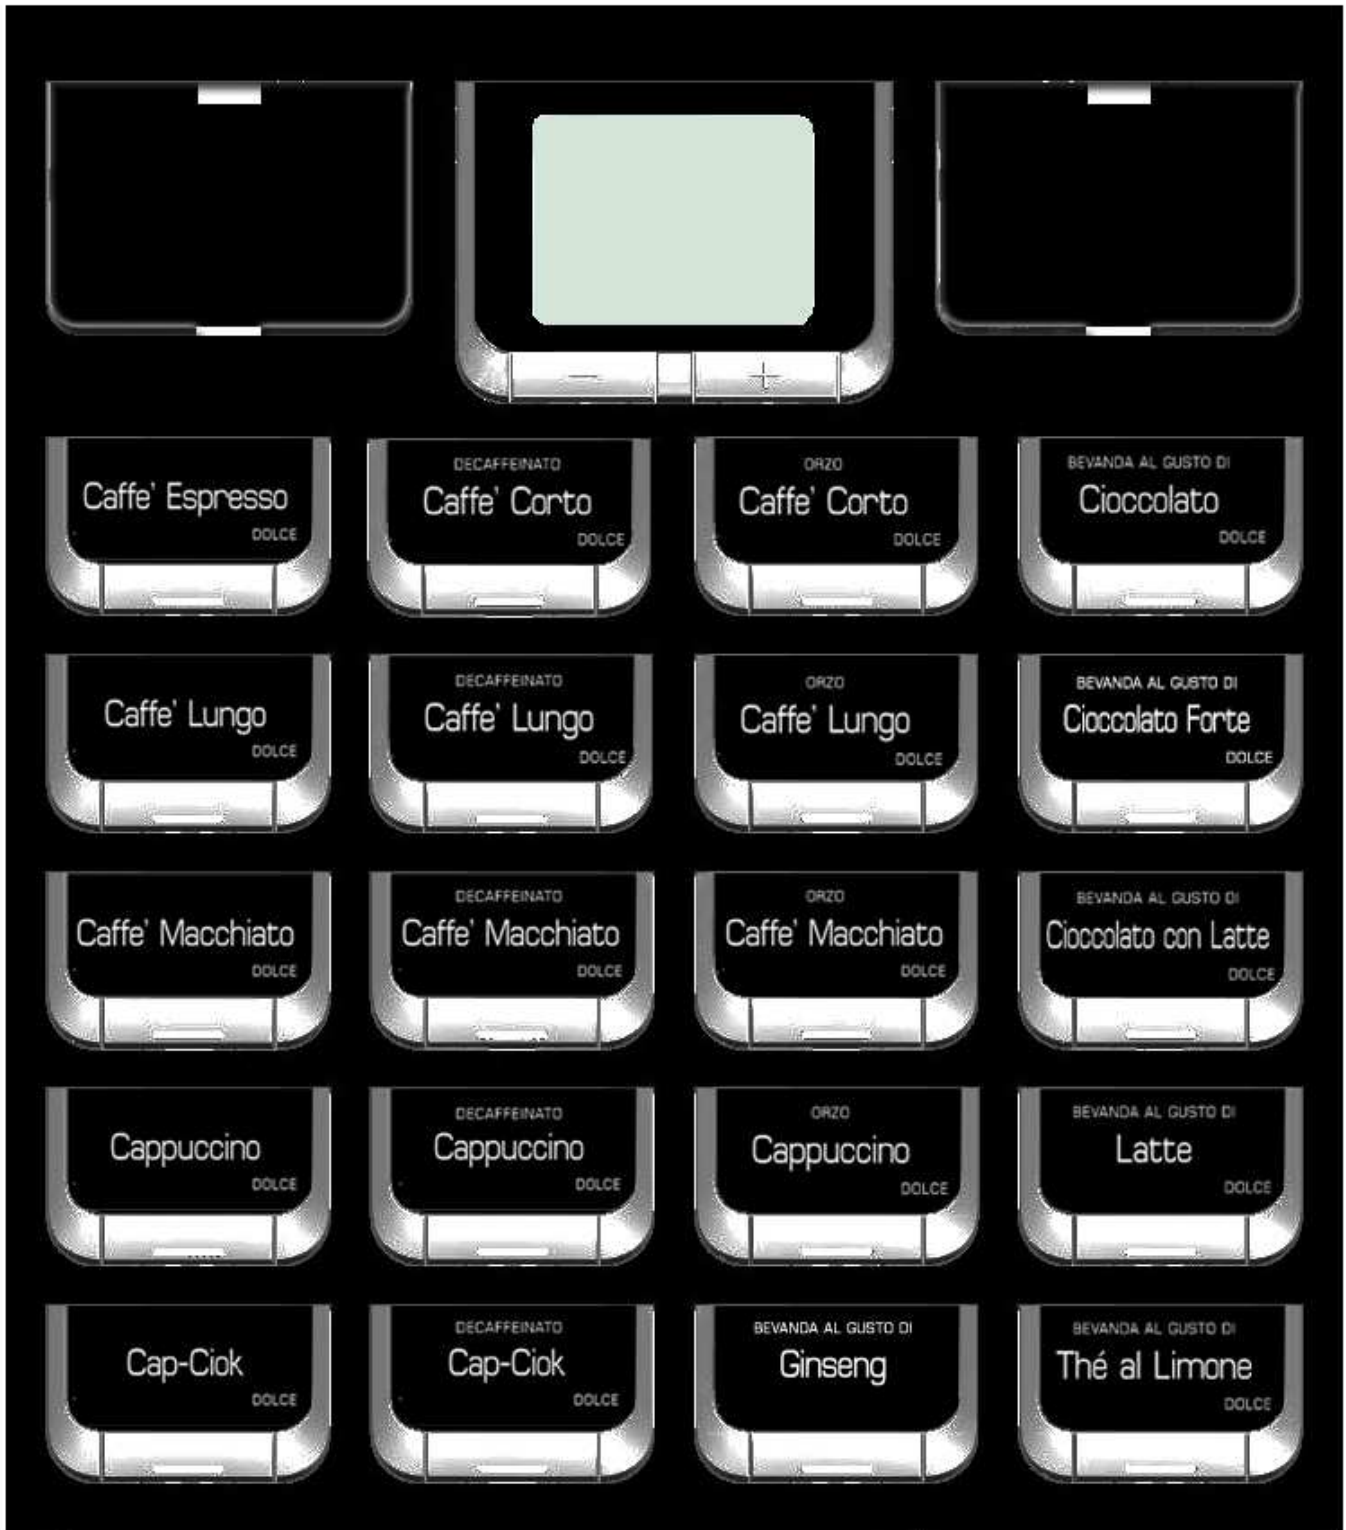 − +
Caffe' Espresso
DOLCE
DECAFFEINATO
Caffe' Corto
DOLCE
ORZO
Caffe' Corto
DOLCE
BEVANDA AL GUSTO DI
Cioccolato
DOLCE
Caffe' Lungo
DOLCE
DECAFFEINATO
Caffe' Lungo
DOLCE
ORZO
Caffe' Lungo
DOLCE
BEVANDA AL GUSTO DI
Cioccolato Forte
DOLCE
Caffe' Macchiato
DOLCE
DECAFFEINATO
Caffe' Macchiato
DOLCE
ORZO
Caffe' Macchiato
DOLCE
BEVANDA AL GUSTO DI
Cioccolato con Latte
DOLCE
Cappuccino
DOLCE
DECAFFEINATO
Cappuccino
DOLCE
ORZO
Cappuccino
DOLCE
BEVANDA AL GUSTO DI
Latte
DOLCE
Cap-Ciok
DOLCE
DECAFFEINATO
Cap-Ciok
DOLCE
BEVANDA AL GUSTO DI
Ginseng
BEVANDA AL GUSTO DI
Thé al Limone
DOLCE